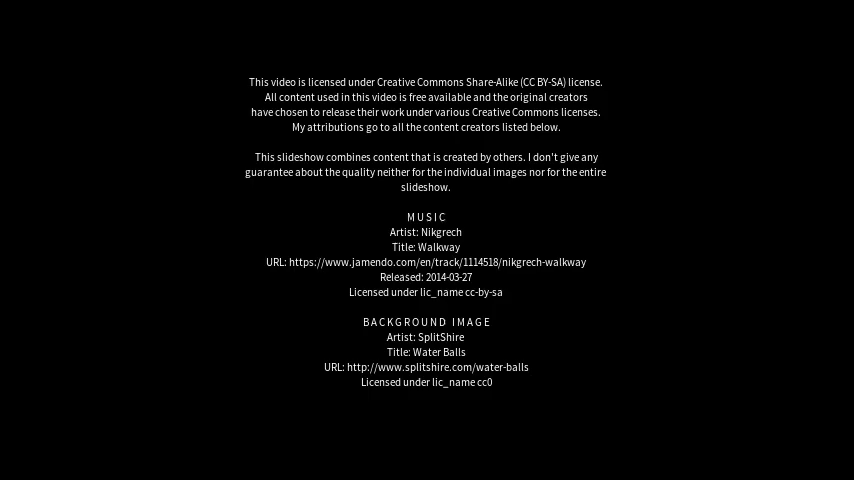 This video is licensed under Creative Commons Share-Alike (CC BY-SA) license.
All content used in this video is free available and the original creators
have chosen to release their work under various Creative Commons licenses.
My attributions go to all the content creators listed below.
This slideshow combines content that is created by others. I don't give any
guarantee about the quality neither for the individual images nor for the entire
slideshow.
MUSIC
Artist: Nikgrech
Title: Walkway
URL: https://www.jamendo.com/en/track/1114518/nikgrech-walkway
Released: 2014-03-27
Licensed under lic_name cc-by-sa
BACKGROUND IMAGE
Artist: SplitShire
Title: Water Balls
URL: http://www.splitshire.com/water-balls
Licensed under lic_name cc0